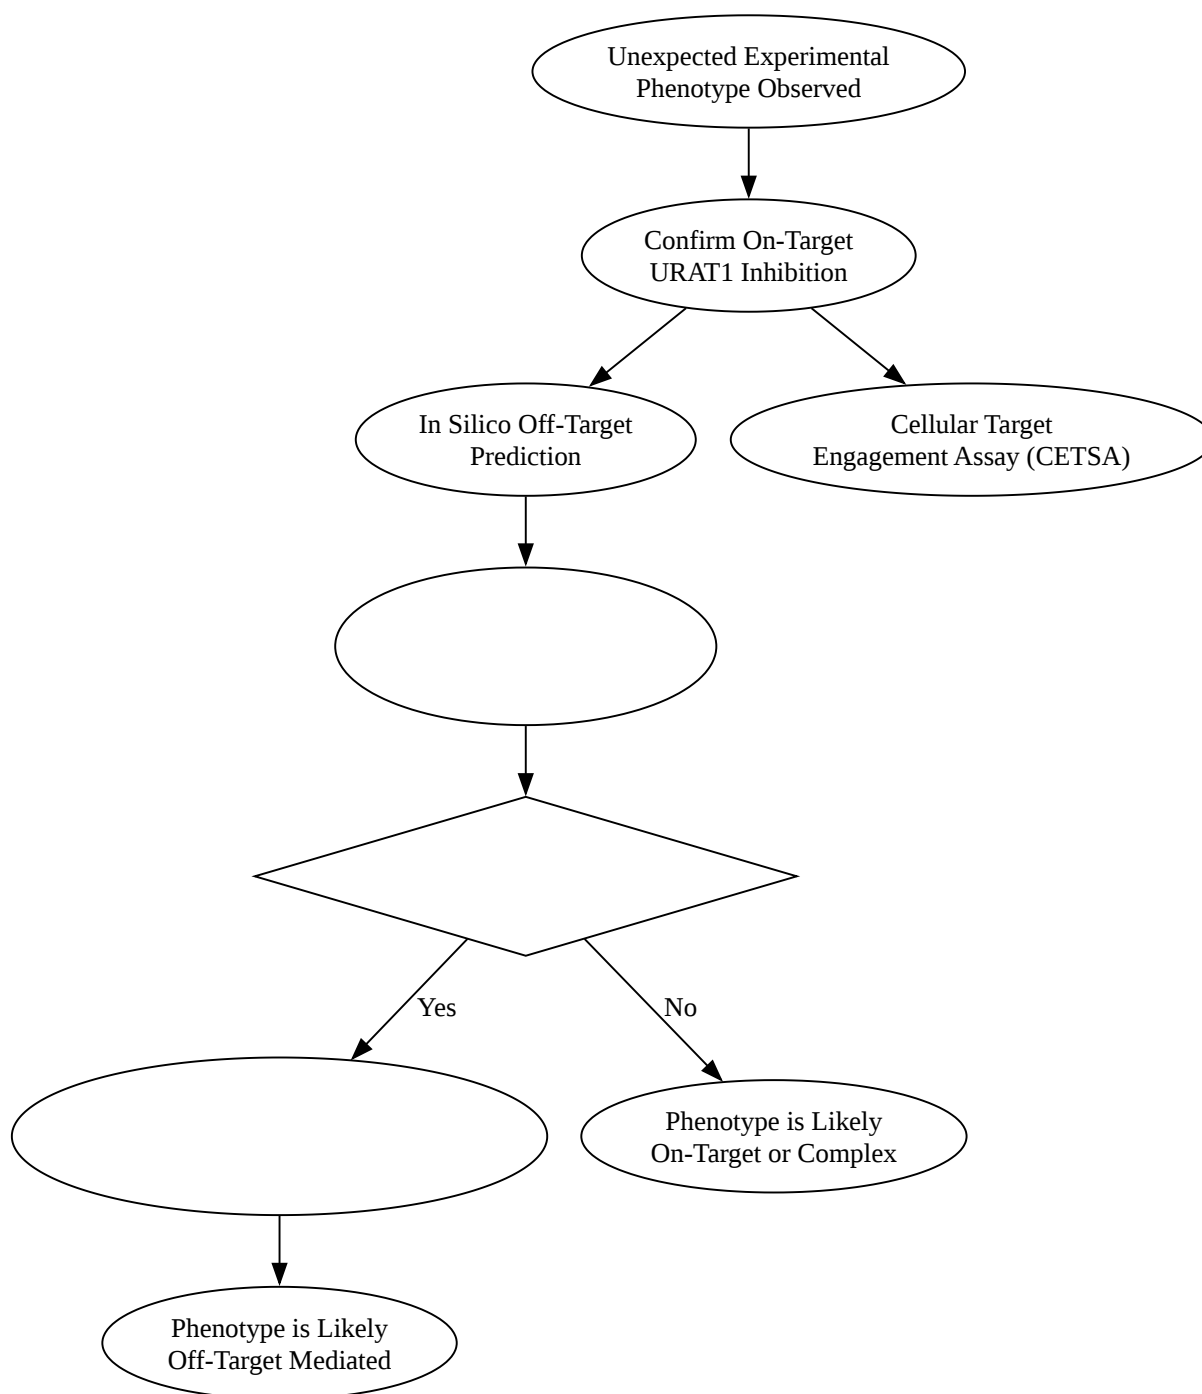 Unexpected Experimental
Phenotype Observed
Confirm On-Target
URAT1 Inhibition
In Silico Off-Target
Prediction
Cellular Target
Engagement Assay (CETSA)
Yes
No
Phenotype is Likely
On-Target or Complex
Phenotype is Likely
Off-Target Mediated